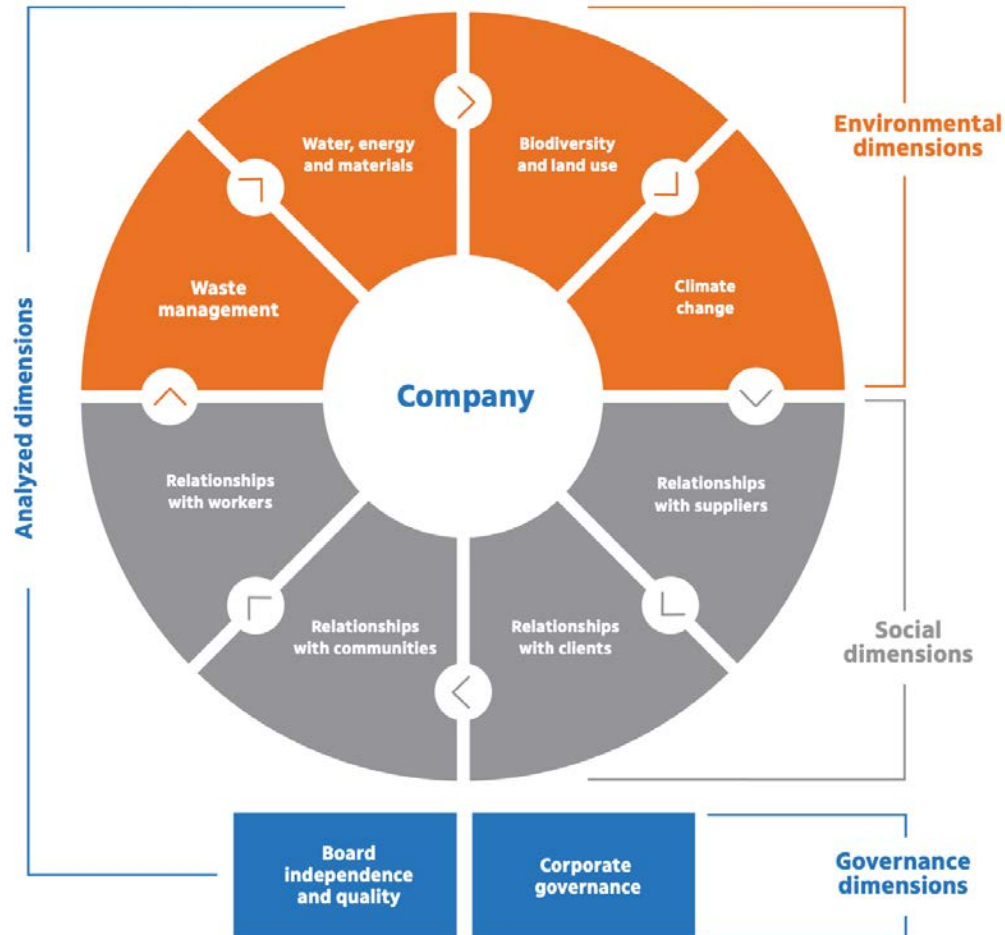 Water, energy
and materials
Biodiversity
and land use
Environmental
dimensions
Waste
management
Climate
change
Analyzed dimensions
Company
Relationships
with workers
Relationships
with suppliers
Relationships
with communities
Relationships
with clients
Social
dimensions
Board
independence
and quality
Corporate
governance
Governance
dimensions